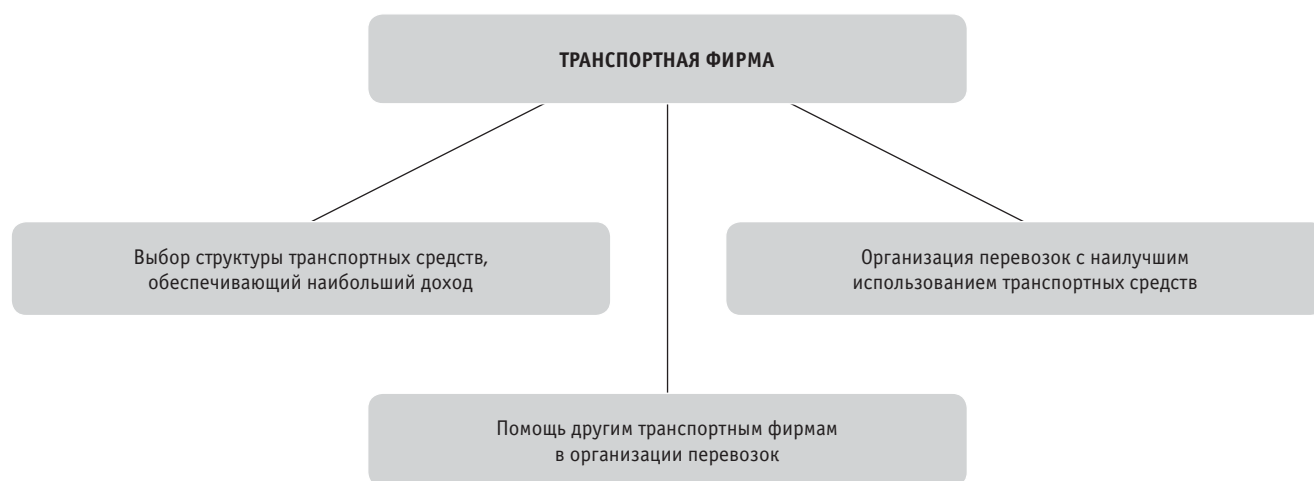 ТРАНСПОРТНАЯ ФИРМА
Выбор структуры транспортных средств,
обеспечивающий наибольший доход
Организация перевозок с наилучшим
использованием транспортных средств
Помощь другим транспортным фирмам
в организации перевозок